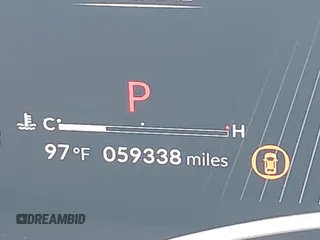 P
C H
97 °F 059338 miles
DREAMBID